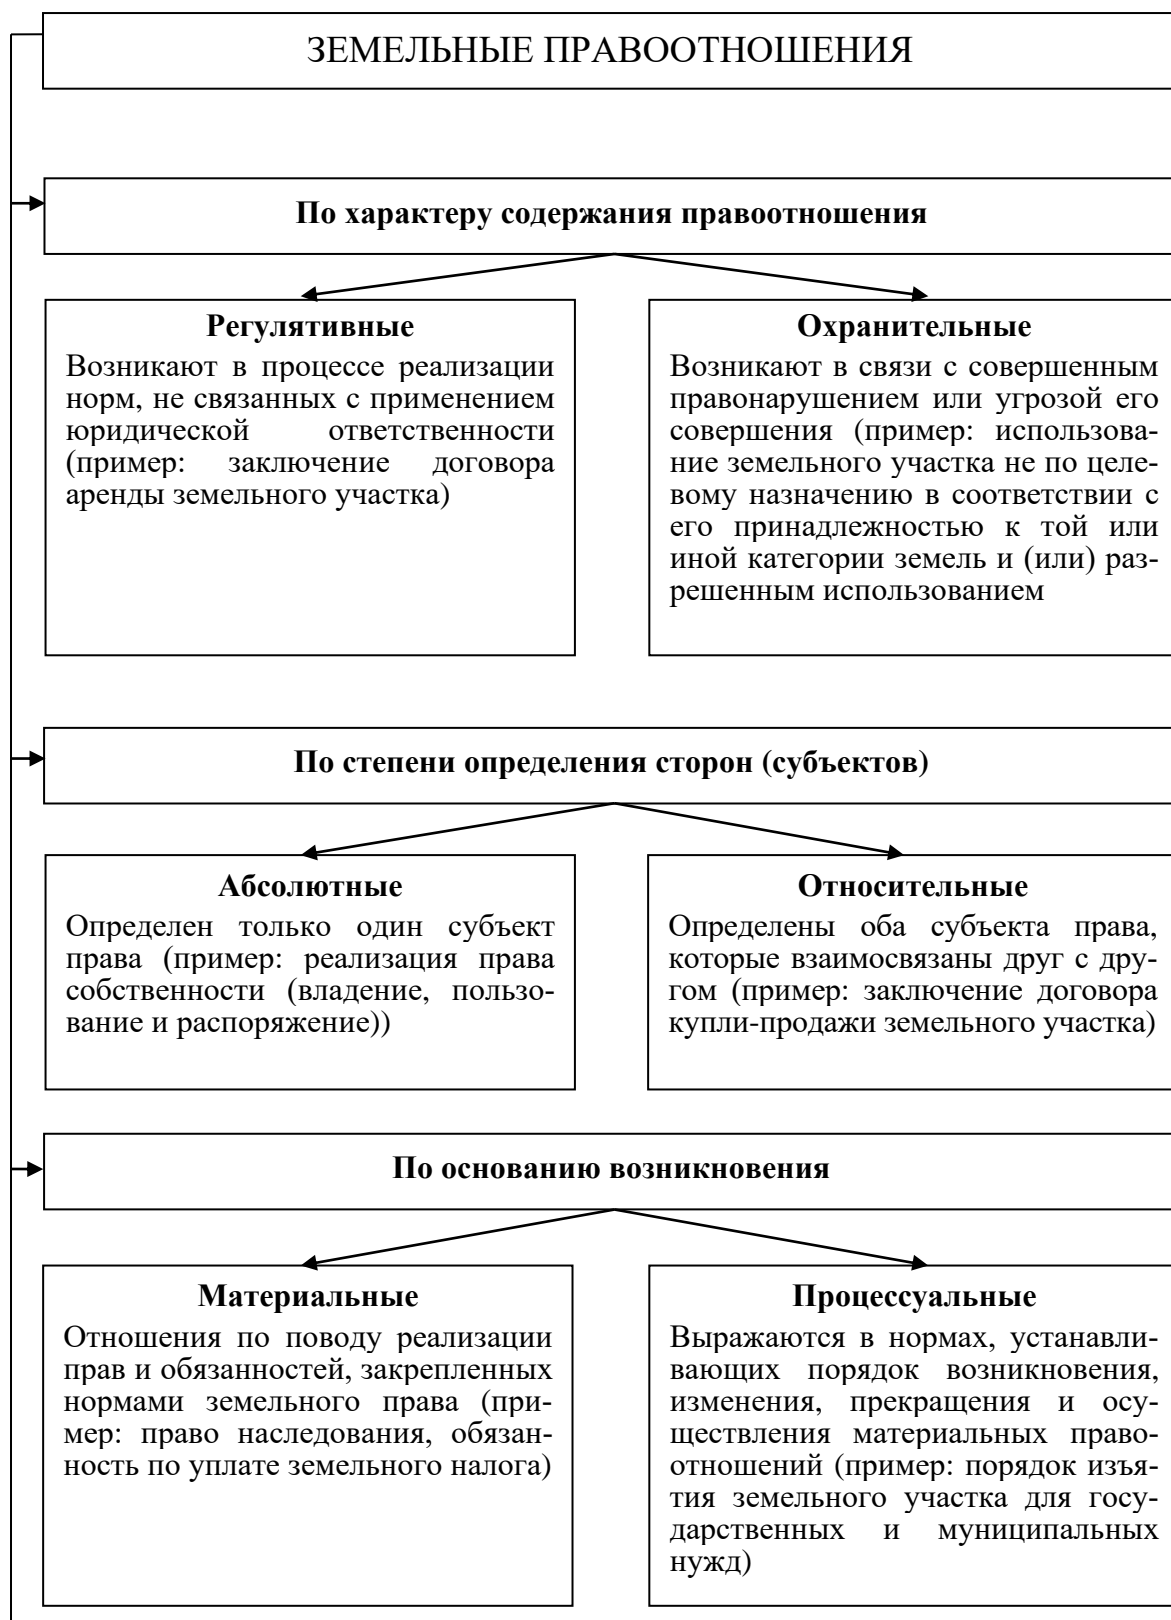 ЗЕМЕЛЬНЫЕ ПРАВООТНОШЕНИЯ
По характеру содержания правоотношения
Регулятивные
Возникают в процессе реализации
норм, не связанных с применением
юридической ответственности
(пример: заключение договора
аренды земельного участка)
Охранительные
Возникают в связи с совершенным
правонарушением или угрозой его
совершения (пример: использова-
ние земельного участка не по целе-
вому назначению в соответствии с
его принадлежностью к той или
иной категории земель и (или) раз-
решенным использованием
По степени определения сторон (субъектов)
Абсолютные
Определен только один субъект
права (пример: реализация права
собственности (владение, пользо-
вание и распоряжение))
Относительные
Определены оба субъекта права,
которые взаимосвязаны друг с дру-
гом (пример: заключение договора
купли-продажи земельного участка)
По основанию возникновения
Материальные
Отношения по поводу реализации
прав и обязанностей, закрепленных
нормами земельного права (при-
мер: право наследования, обязан-
ность по уплате земельного налога)
Процессуальные
Выражаются в нормах, устанавли-
вающих порядок возникновения,
изменения, прекращения и осу-
ществления материальных право-
отношений (пример: порядок изъя-
тия земельного участка для госу-
дарственных и муниципальных
нужд)